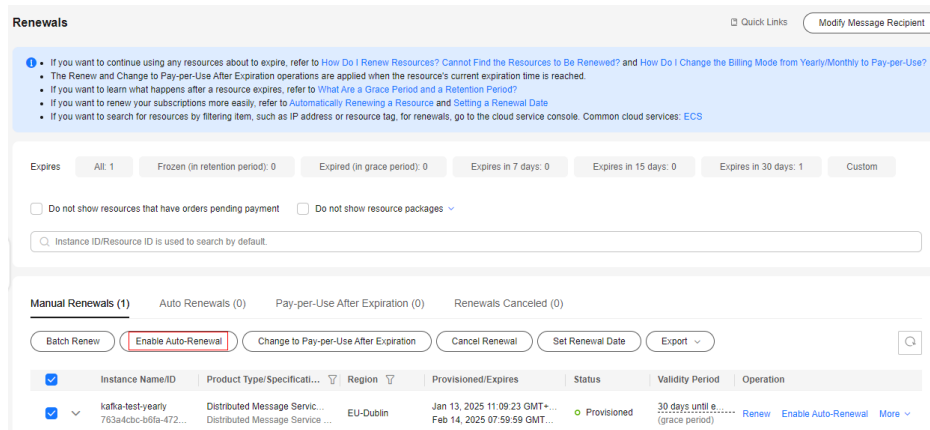 Renewals
Quick Links
Modify Message Recipient
If you want to continue using any resources about to expire, refer to How Do I Renew Resources? Cannot Find the Resources to Be Renewed? and How Do I Change the Billing Mode from Yearly/Monthly to Pay-per-Use?
The Renew and Change to Pay-per-Use After Expiration operations are applied when the resource's current expiration time is reached.
If you want to learn what happens after a resource expires, refer to What Are a Grace Period and a Retention Period?
If you want to renew your subscriptions more easily, refer to Automatically Renewing a Resource and Setting a Renewal Date
If you want to search for resources by filtering item, such as IP address or resource tag, for renewals, go to the cloud service console. Common cloud services: ECS
Expires All: 1 Frozen (in retention period): 0 Expired (in grace period): 0 Expires in 7 days: 0 Expires in 15 days: 0 Expires in 30 days: 1 Custom
Do not show resources that have orders pending payment Do not show resource packages
Instance ID/Resource ID is used to search by default.
Manual Renewals (1) Auto Renewals (0) Pay-per-Use After Expiration (0) Renewals Canceled (0)
Batch Renew Enable Auto-Renewal Change to Pay-per-Use After Expiration Cancel Renewal Set Renewal Date Export
Instance Name/ID Product Type/Specificati... Region Provisioned/Expires Status Validity Period Operation
kafka-test-yearly Distributed Message Servic... EU-Dublin Jan 13, 2025 11:09:23 GMT+... Provisioned 30 days until e... Renew Enable Auto-Renewal More
763a4cbc-b6fa-472... Distributed Message Service ... Feb 14, 2025 07:59:59 GMT... (grace period)